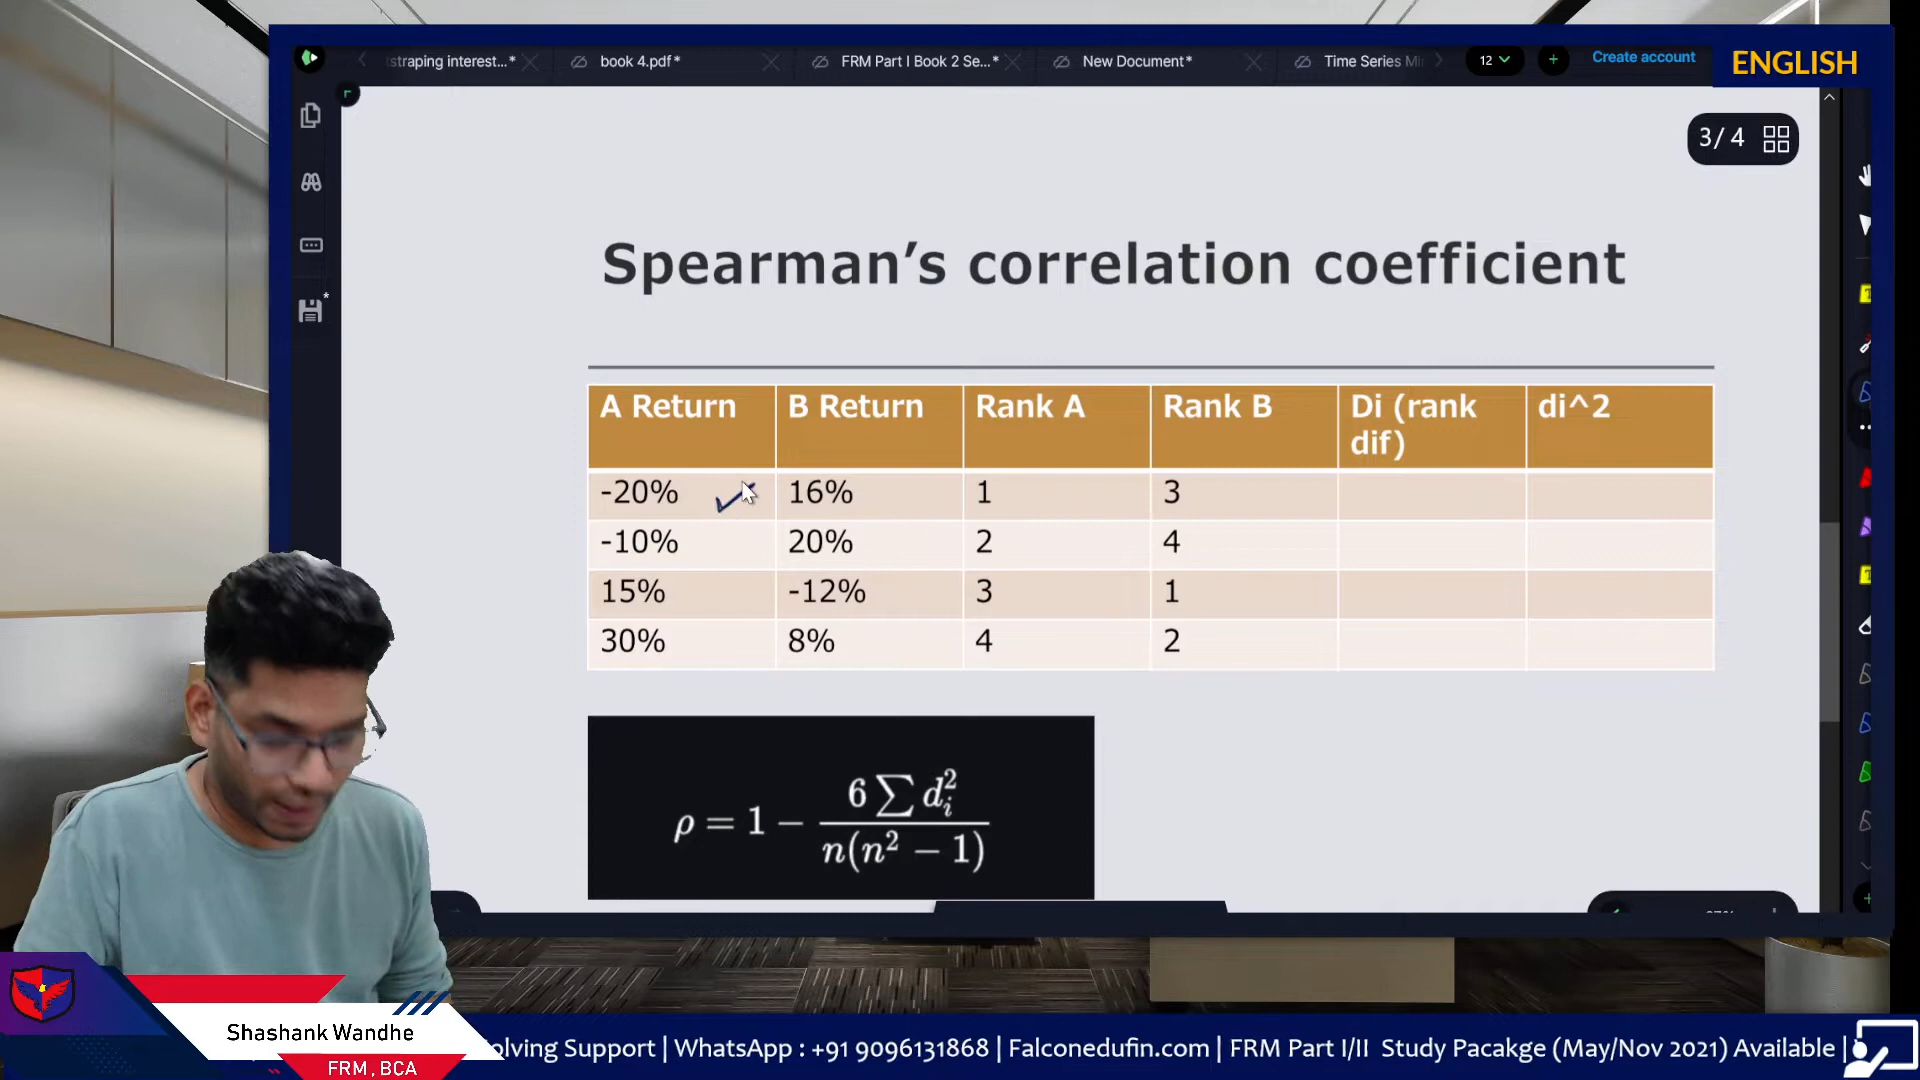 straping interest...*
book 4.pdf*
FRM Part I Book 2 Se...*
New Document*
Time Series Mi
12
Create account
ENGLISH
3/ 4
Spearman’s correlation coefficient
A Return B Return Rank A Rank B Di (rank dif) di^2
-20% 16% 1 3
-10% 20% 2 4
15% -12% 3 1
30% 8% 4 2
ρ = 1 − 6 ∑ d_i^2 / n(n^2 − 1)
Shashank Wandhe
FRM, BCA
olving Support | WhatsApp : +91 9096131868 | Falconedufin.com | FRM Part I/II Study Pacakge (May/Nov 2021) Available |